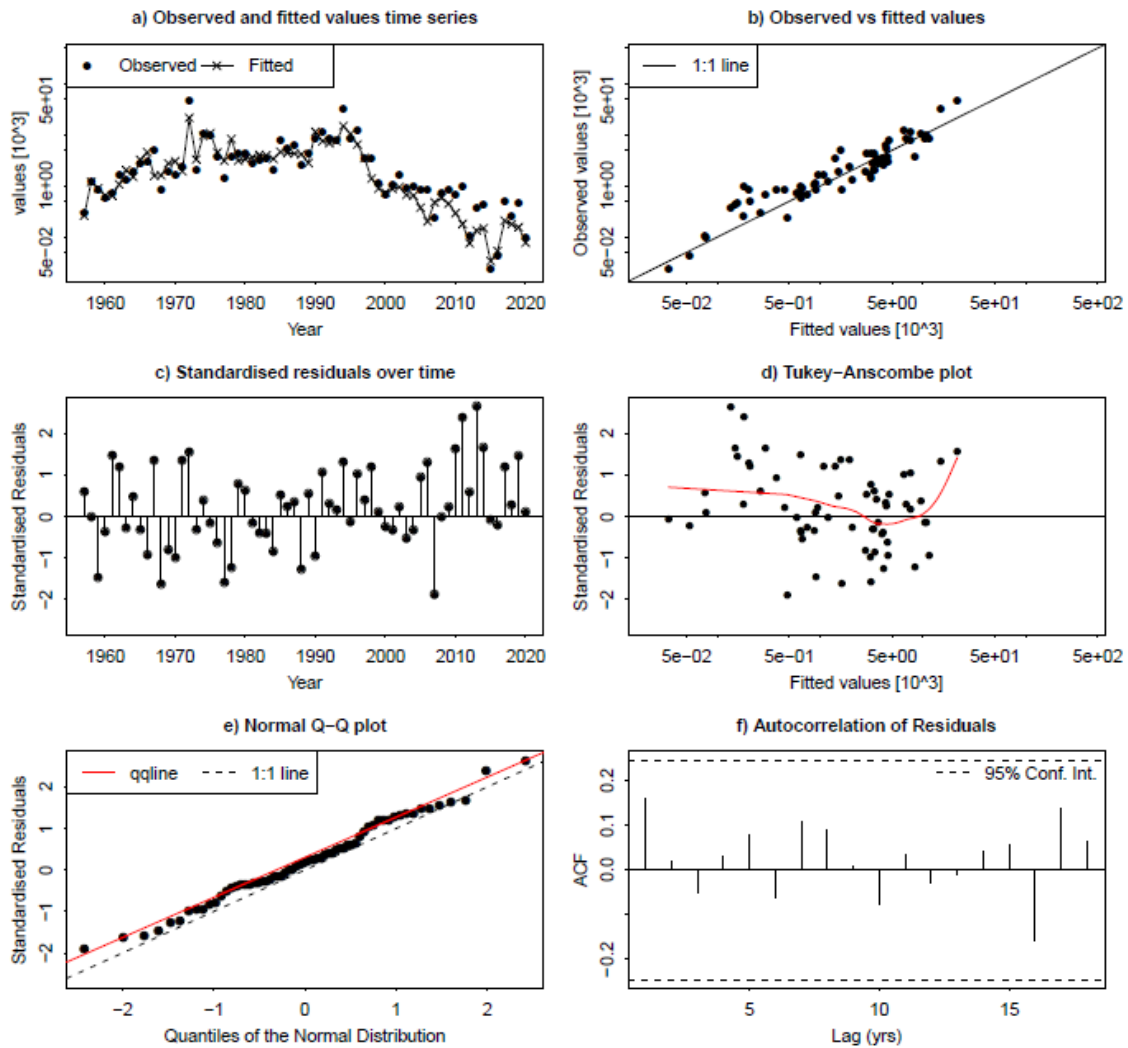 a) Observed and fitted values time series
Observed
Fitted
values [10^3]
5e-02 1e+00 5e+01
1960 1970 1980 1990 2000 2010 2020
Year
b) Observed vs fitted values
1:1 line
Observed values [10^3]
5e-02 1e+00 5e+01
5e-02 5e-01 5e+00 5e+01 5e+02
Fitted values [10^3]
c) Standardised residuals over time
Standardised Residuals
-2 -1 0 1 2
1960 1970 1980 1990 2000 2010 2020
Year
d) Tukey-Anscombe plot
Standardised Residuals
-2 -1 0 1 2
5e-02 5e-01 5e+00 5e+01 5e+02
Fitted values [10^3]
e) Normal Q-Q plot
qqline
1:1 line
Standardised Residuals
-2 -1 0 1 2
-2 -1 0 1 2
Quantiles of the Normal Distribution
f) Autocorrelation of Residuals
95% Conf. Int.
ACF
-0.2 0.0 0.2
5 10 15
Lag (yrs)